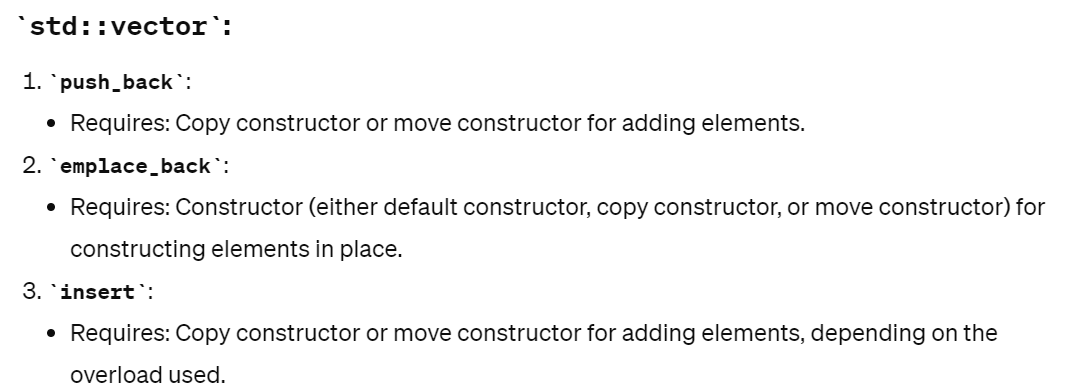 `std::vector`:
1. `push_back`:
• Requires: Copy constructor or move constructor for adding elements.
2. `emplace_back`:
• Requires: Constructor (either default constructor, copy constructor, or move constructor) for
constructing elements in place.
3. `insert`:
• Requires: Copy constructor or move constructor for adding elements, depending on the
overload used.